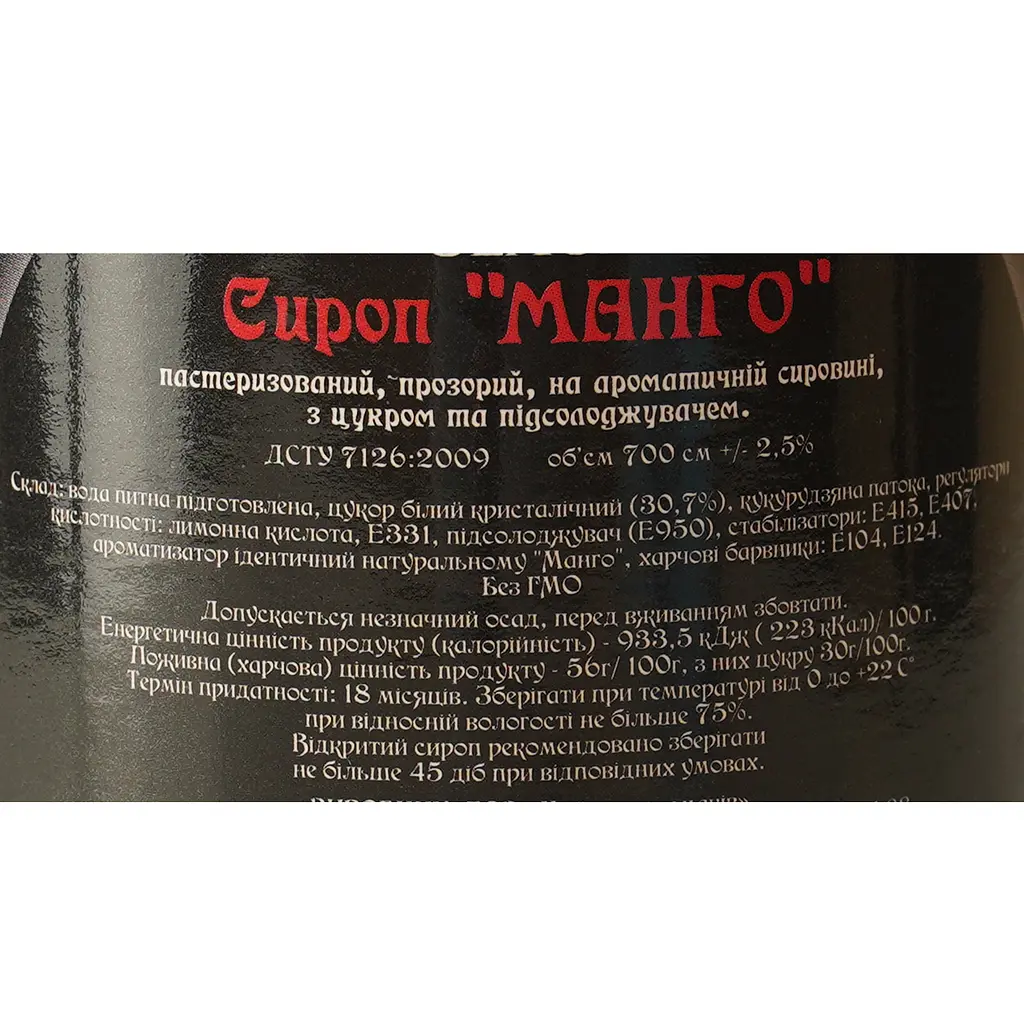 Сироп "МАНГО"
пастеризований, прозорий, на ароматичній сировині,
з цукром та підсолоджувачем.
ДСТУ 7126:2009 об'єм 700 см +/- 2,5%
Склад: вода питна підготовлена, цукор білий кристалічний (30,7%), кукурудзяна патока, регулятори
кислотності: лимонна кислота, Е331, підсолоджувач (Е950), стабілізатори: Е415, Е407,
ароматизатор ідентичний натуральному "Манго", харчові барвники: Е104, Е124.
Без ГМО
Допускається незначний осад, перед вживанням збовтати.
Енергетична цінність продукту (калорійність) - 933,5 кДж ( 223 кКал)/ 100 г.
Поживна (харчова) цінність продукту - 56г/ 100г, з них цукру 30г/100г.
Термін придатності: 18 місяців. Зберігати при температурі від 0 до +22 С°
при відносній вологості не більше 75%.
Відкритий сироп рекомендовано зберігати
не більше 45 діб при відповідних умовах.